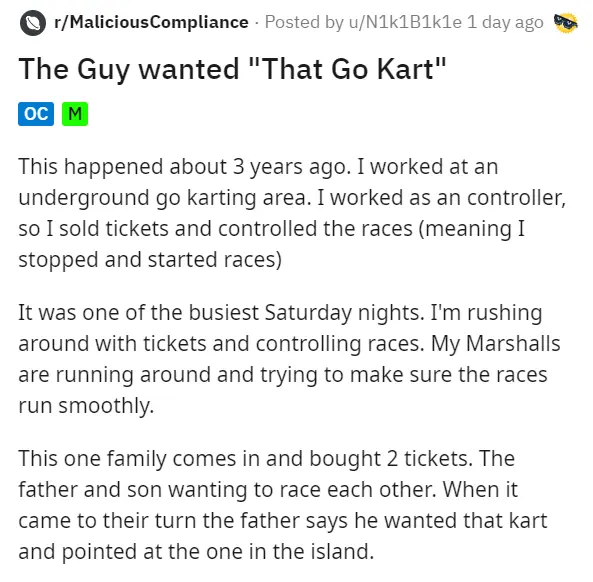 r/MaliciousCompliance · Posted by u/N1k1B1k1e 1 day ago
The Guy wanted "That Go Kart"
OC M
This happened about 3 years ago. I worked at an
underground go karting area. I worked as an controller,
so I sold tickets and controlled the races (meaning I
stopped and started races)
It was one of the busiest Saturday nights. I'm rushing
around with tickets and controlling races. My Marshalls
are running around and trying to make sure the races
run smoothly.
This one family comes in and bought 2 tickets. The
father and son wanting to race each other. When it
came to their turn the father says he wanted that kart
and pointed at the one in the island.